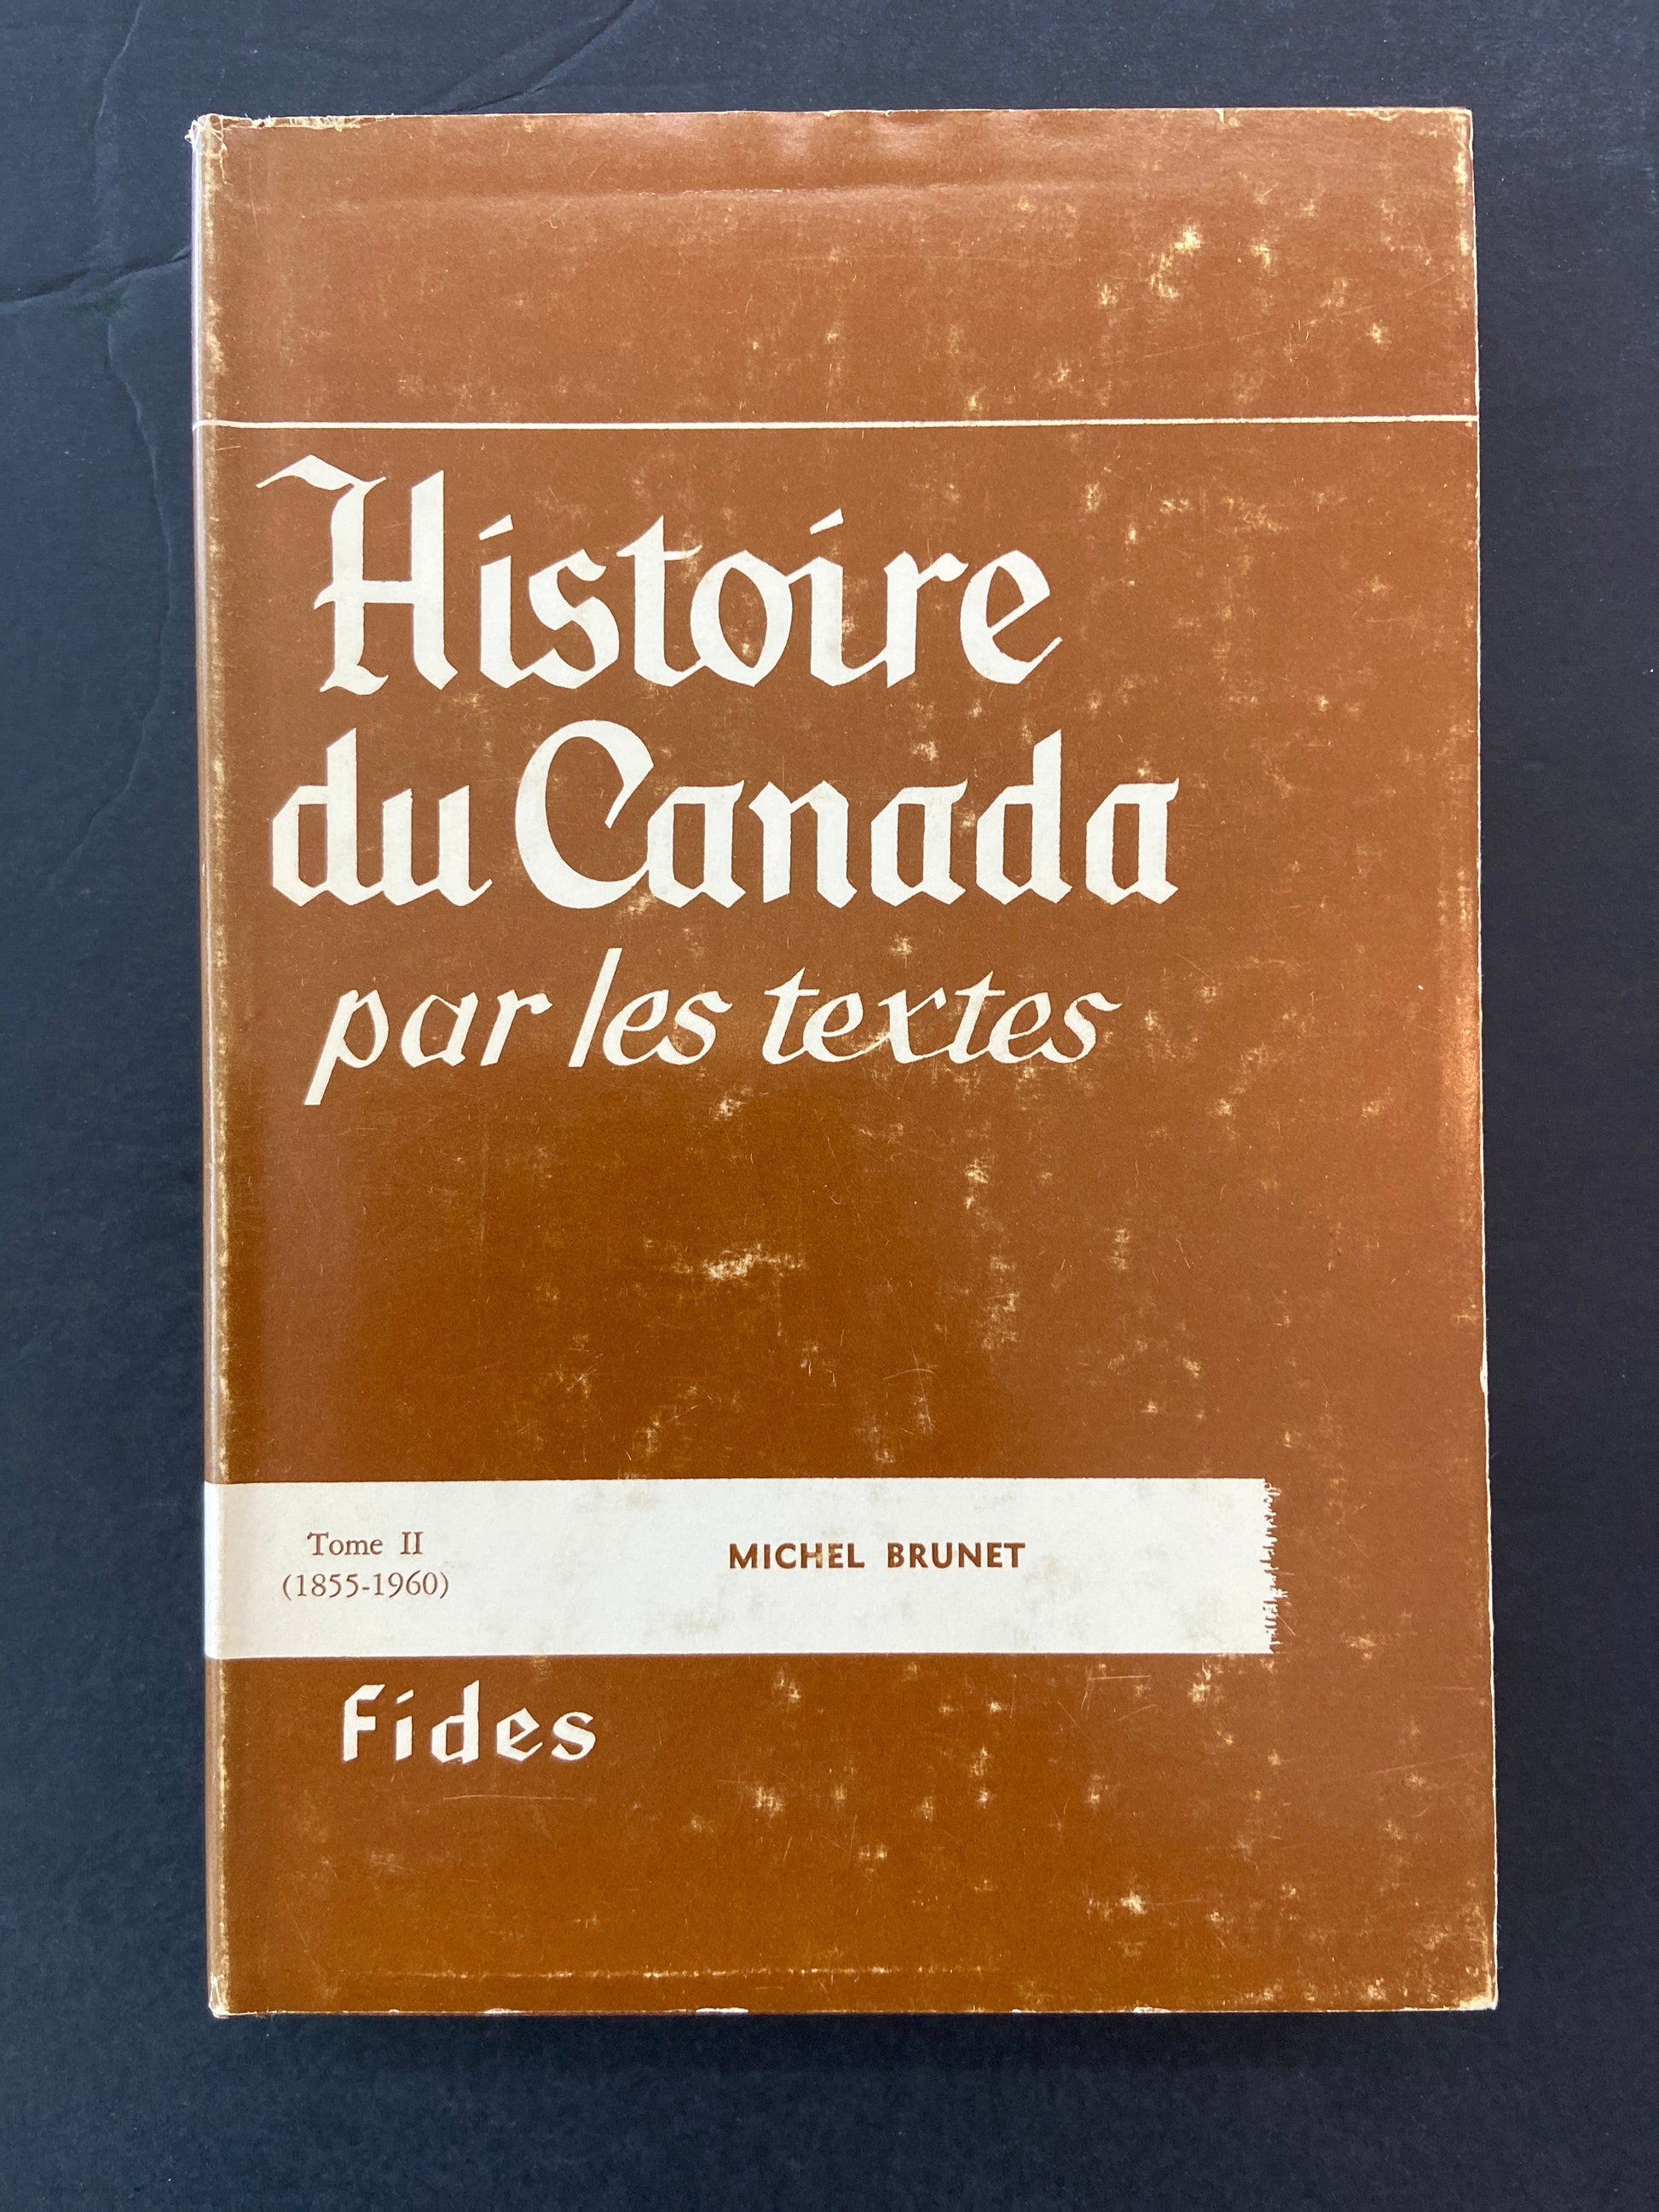 Histoire
du Canada
par les textes
Tome II
(1855-1960)
MICHEL BRUNET
Fides